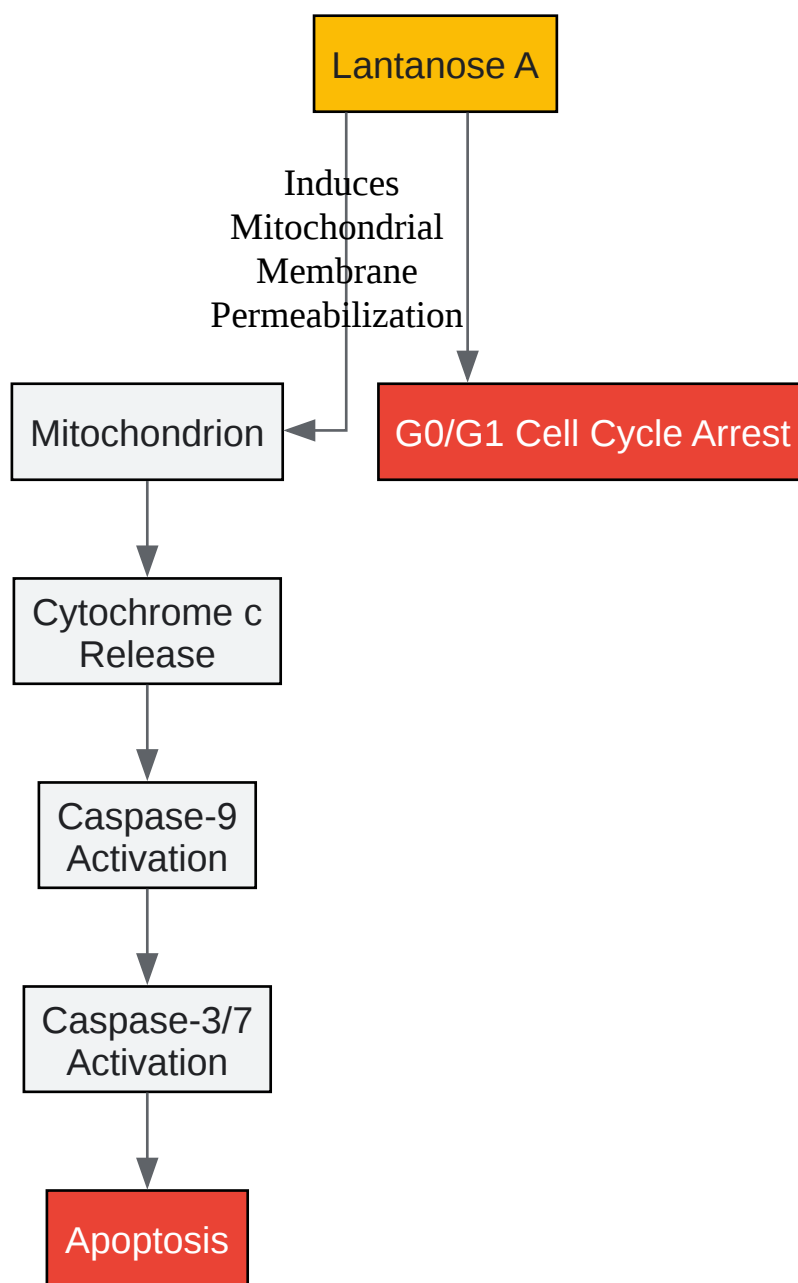 Lantanose A
Induces
Mitochondrial
Membrane
Permeabilization
Mitochondrion
G0/G1 Cell Cycle Arrest
Cytochrome c
Release
Caspase-9
Activation
Caspase-3/7
Activation
Apoptosis